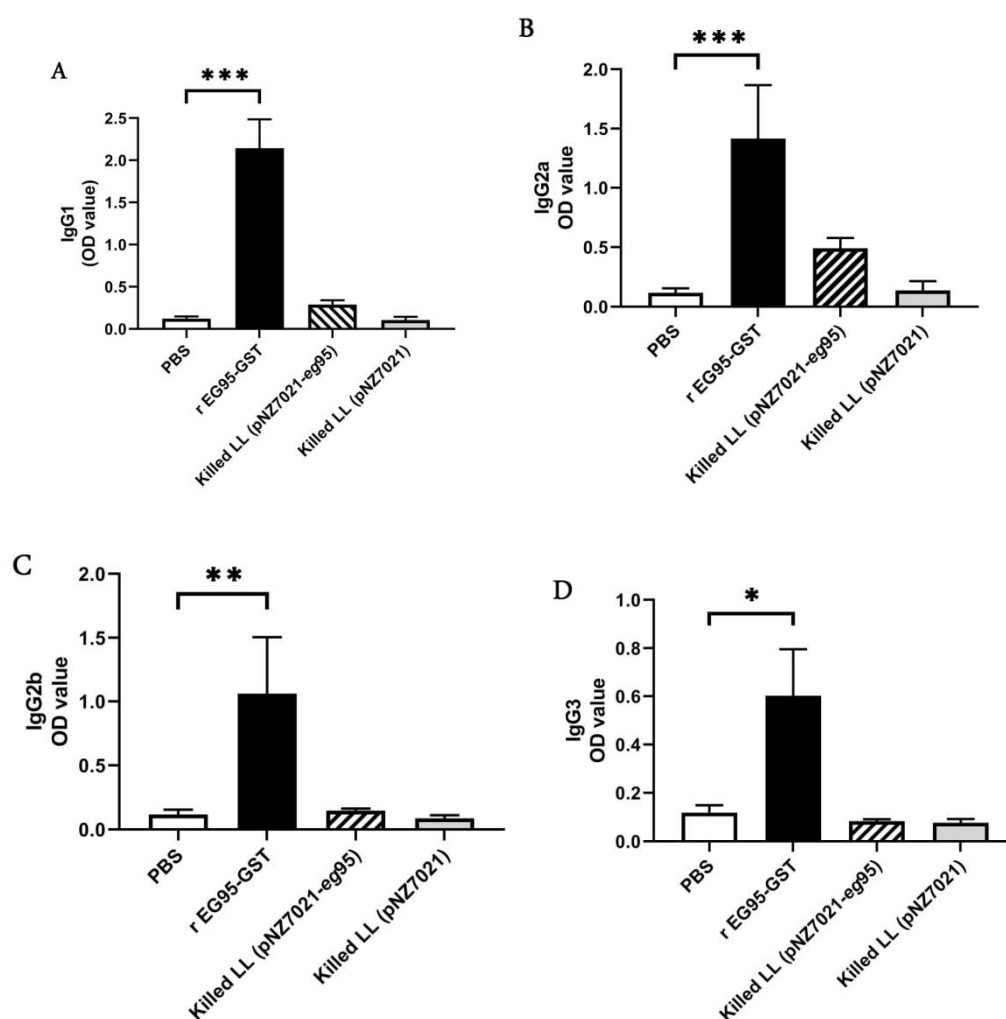 A
***
IgG1
(OD value)
2.5
2.0
1.5
1.0
0.5
0.0
PBS
r EG95-GST
Killed LL (pNZ7021-eg95)
Killed LL (pNZ7021)
B
***
IgG2a
OD value
2.0
1.5
1.0
0.5
0.0
PBS
r EG95-GST
Killed LL (pNZ7021-eg95)
Killed LL (pNZ7021)
C
**
IgG2b
OD value
2.0
1.5
1.0
0.5
0.0
PBS
r EG95-GST
Killed LL (pNZ7021-eg95)
Killed LL (pNZ7021)
D
*
IgG3
OD value
1.0
0.8
0.6
0.4
0.2
0.0
PBS
r EG95-GST
Killed LL (pNZ7021-eg95)
Killed LL (pNZ7021)